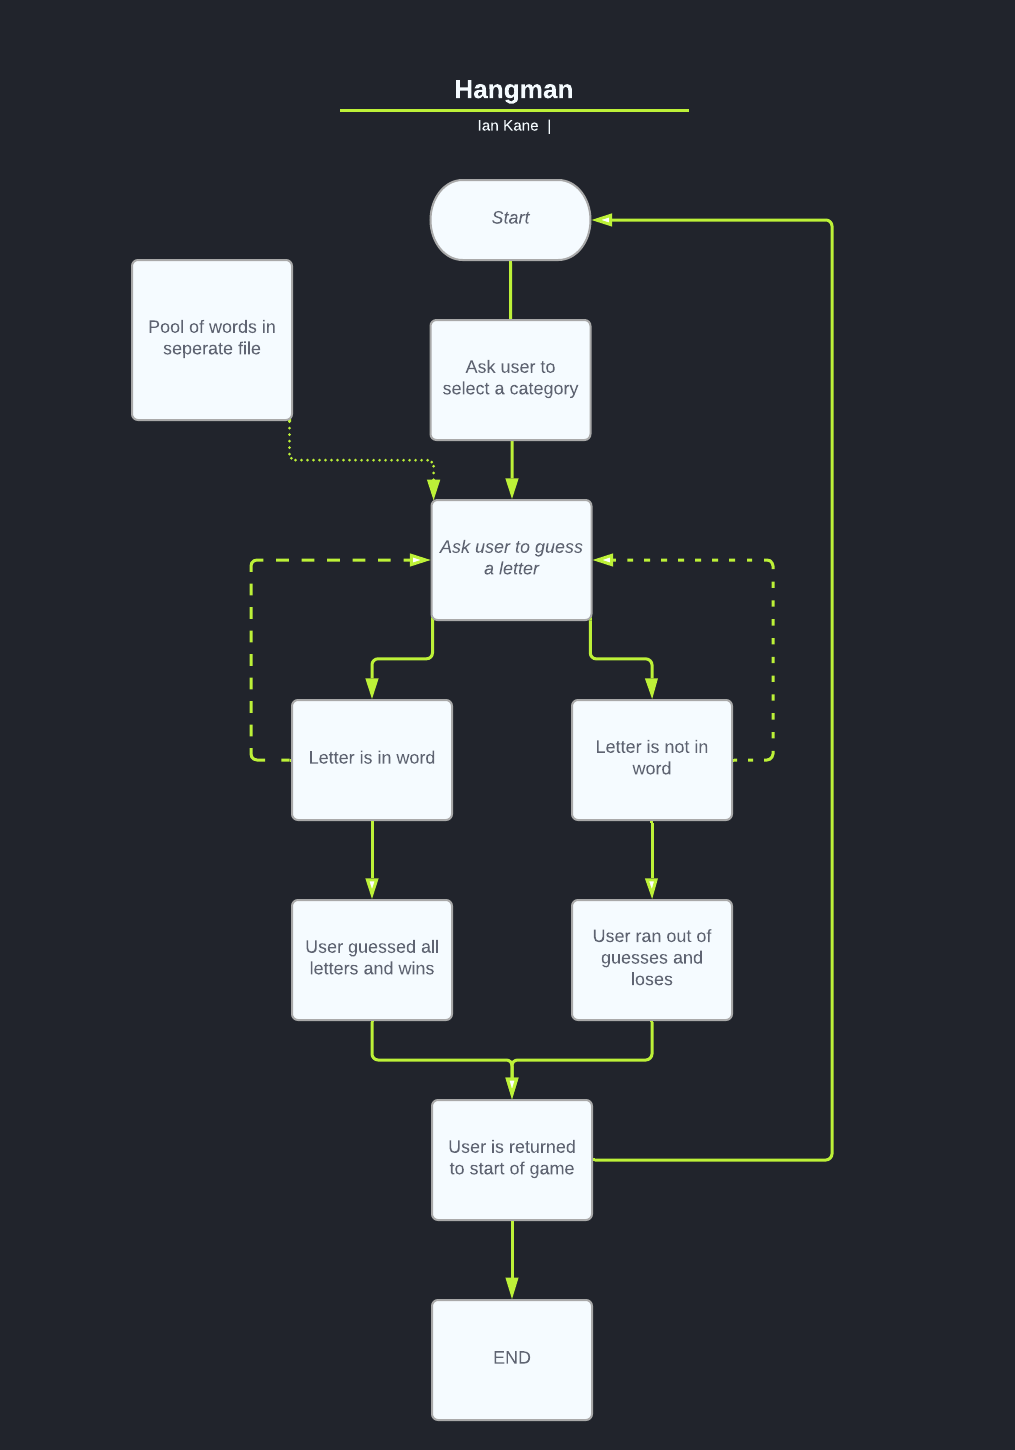 Hangman
Ian Kane |
Start
Pool of words in
seperate file
Ask user to
select a category
Ask user to guess
a letter
Letter is in word
Letter is not in
word
User guessed all
letters and wins
User ran out of
guesses and
loses
User is returned
to start of game
END